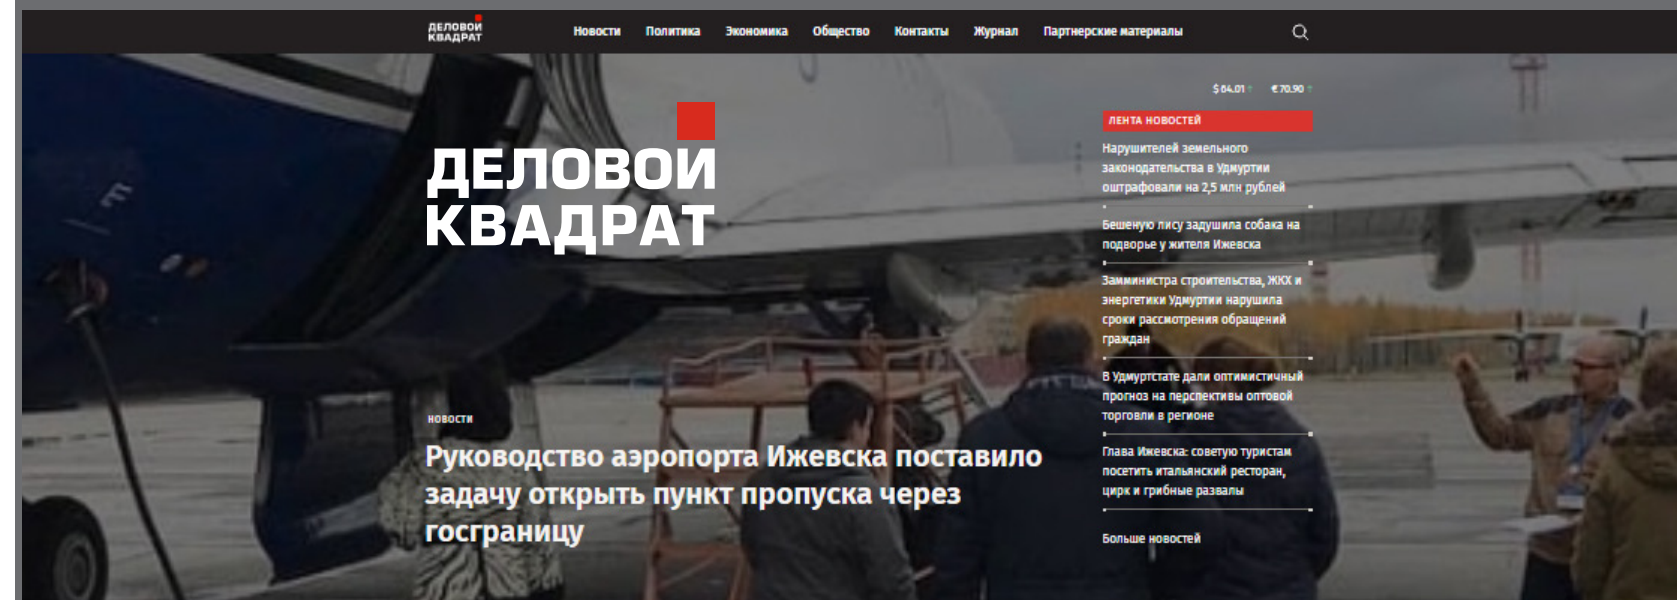 ДЕЛОВОЙ
КВАДРАТ
Новости Политика Экономика Общество Контакты Журнал Партнерские материалы
$ 64.01 ↑ € 70.90 ↑
ДЕЛОВОЙ
КВАДРАТ
ЛЕНТА НОВОСТЕЙ
Нарушителей земельного
законодательства в Удмуртии
оштрафовали на 2,5 млн рублей
Бешеную лису задушила собака на
подворье у жителя Ижевска
Замминистра строительства, ЖКХ и
энергетики Удмуртии нарушила
сроки рассмотрения обращений
граждан
В Удмуртстате дали оптимистичный
прогноз на перспективы оптовой
торговли в регионе
Глава Ижевска: советую туристам
посетить итальянский ресторан,
цирк и грибные развалы
Больше новостей
НОВОСТИ
Руководство аэропорта Ижевска поставило
задачу открыть пункт пропуска через
госграницу